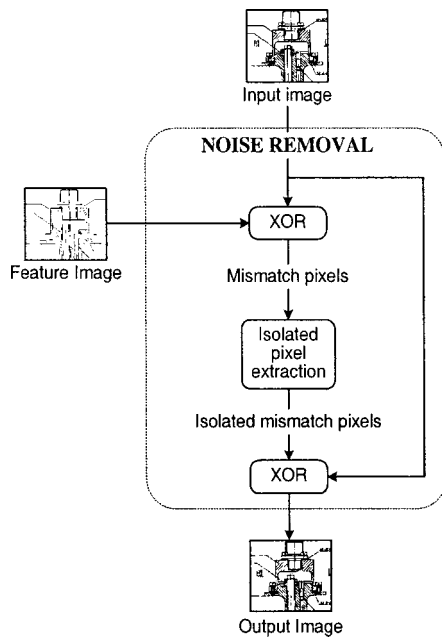 Input image
NOISE REMOVAL
XOR
Feature Image
Mismatch pixels
Isolated
pixel
extraction
Isolated mismatch pixels
XOR
Output Image